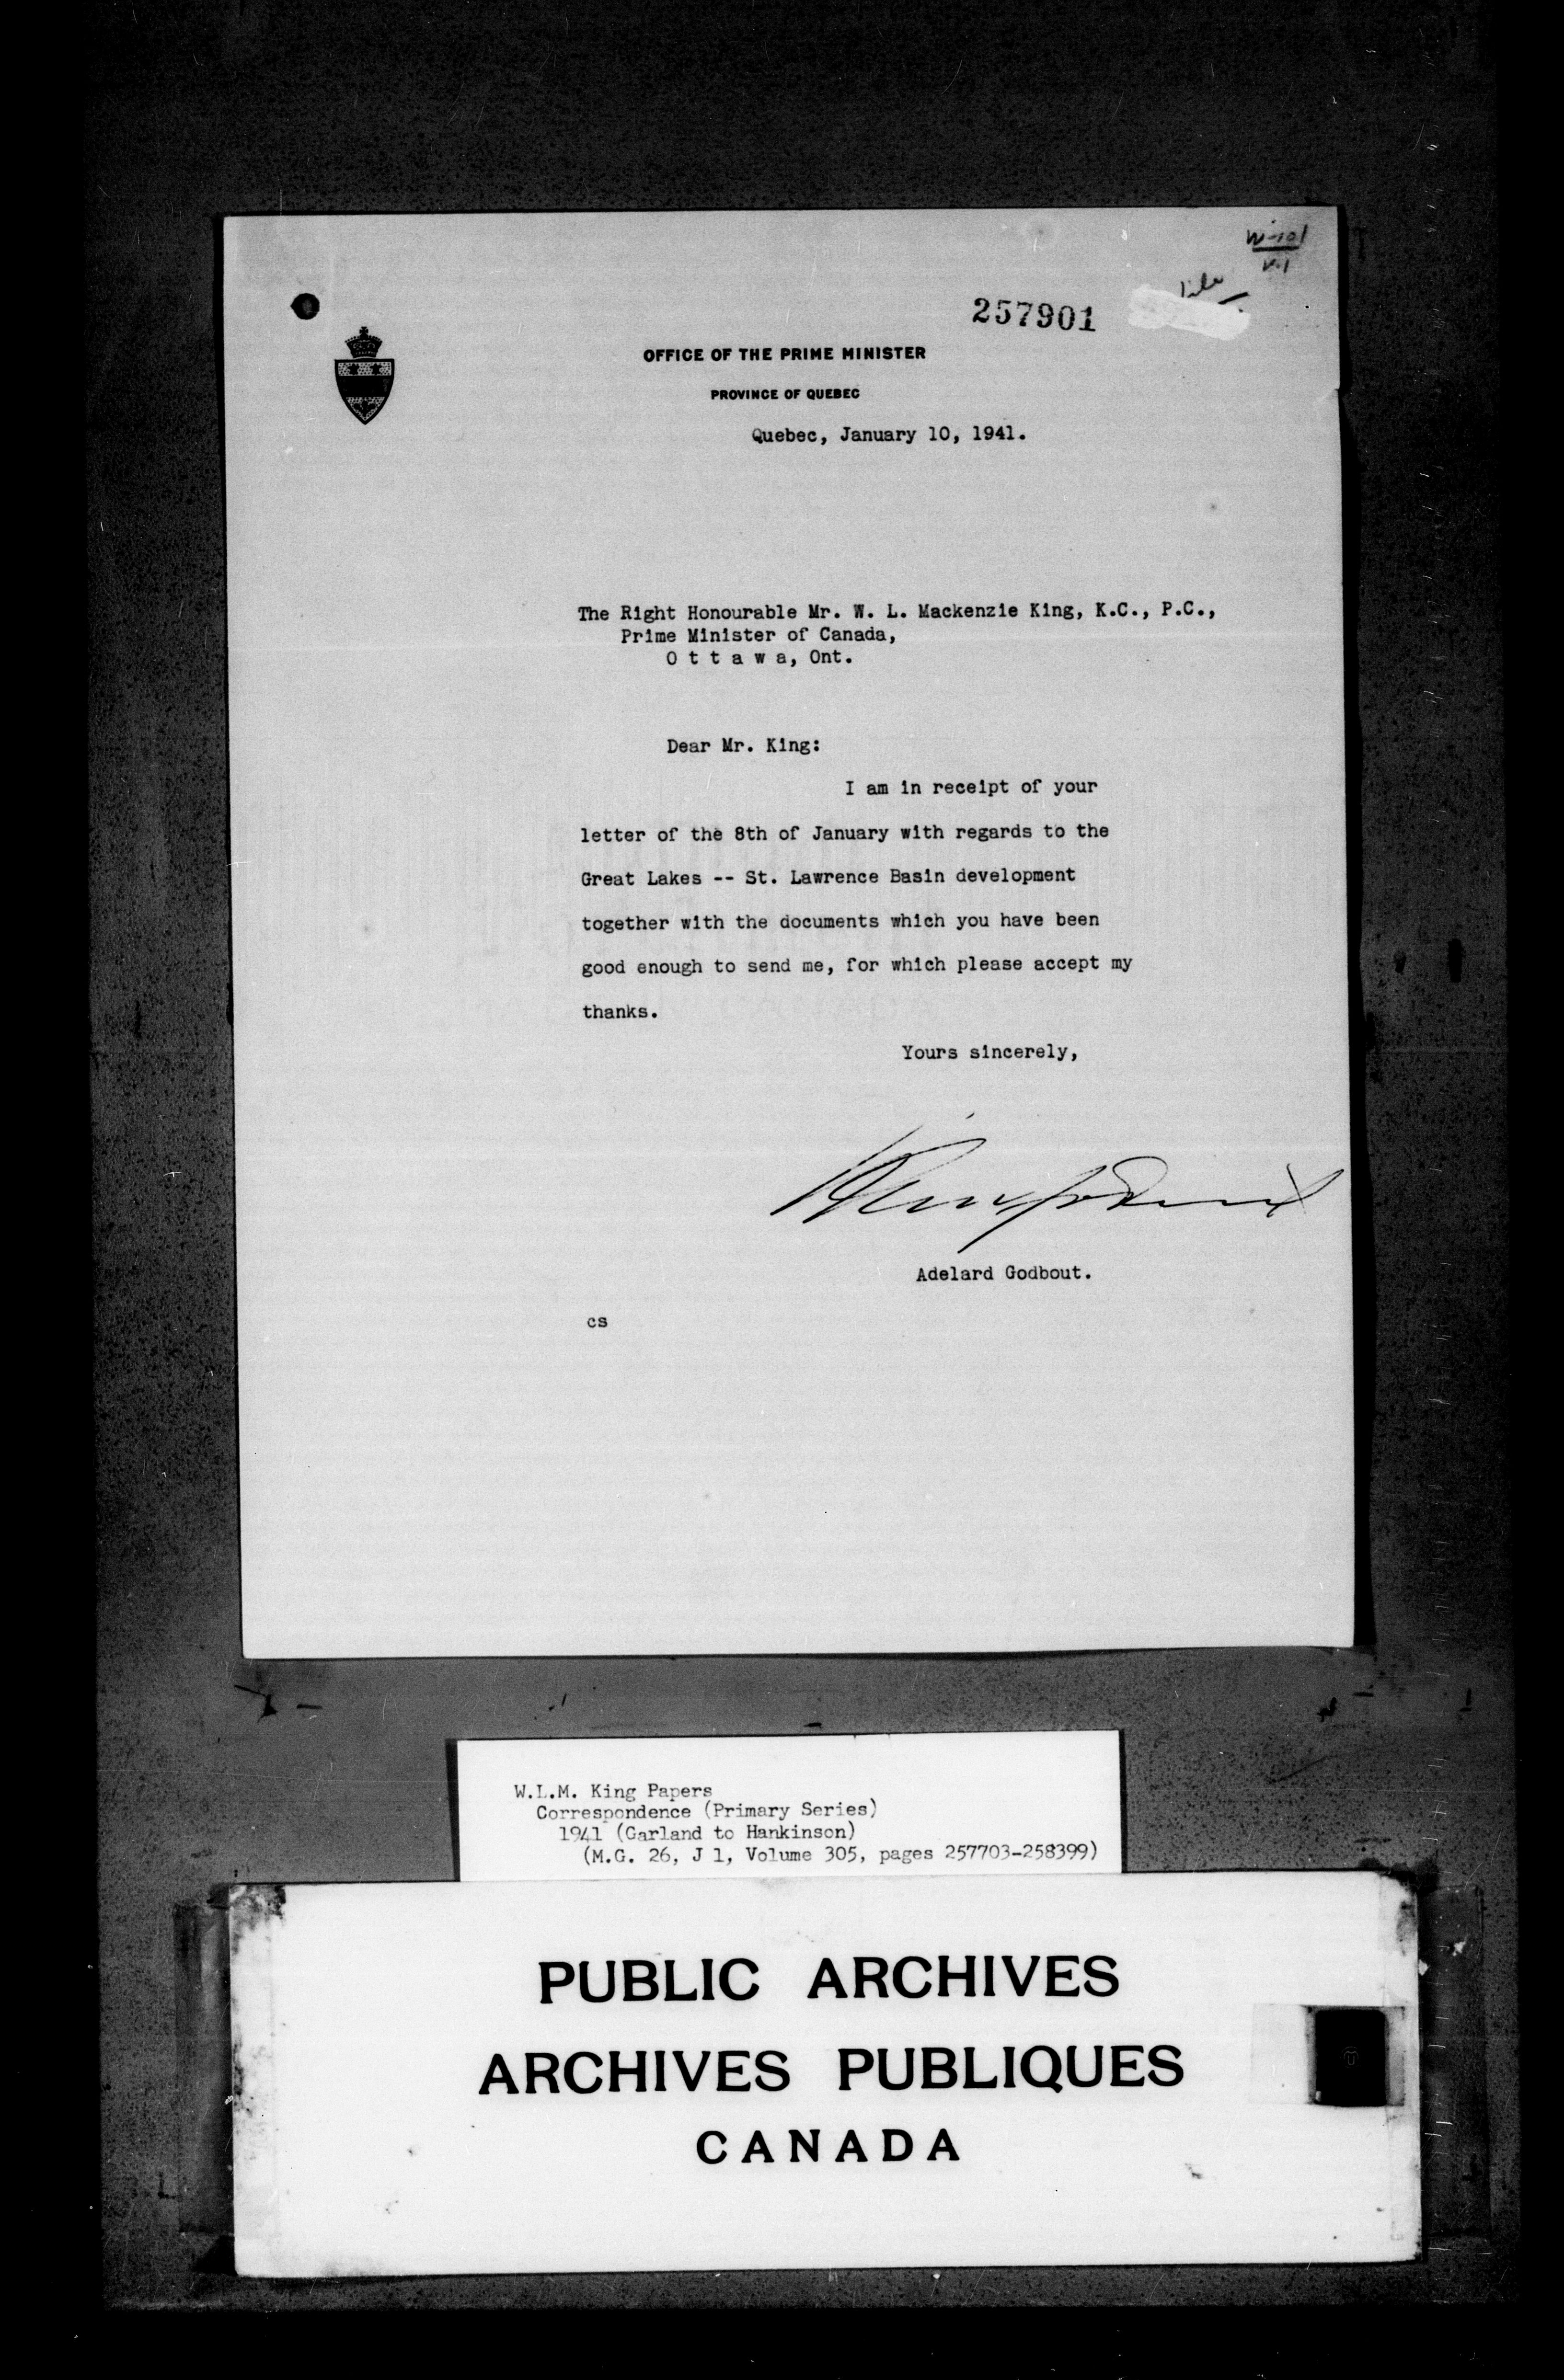 W-101
V.1
file
257901
OFFICE OF THE PRIME MINISTER
PROVINCE OF QUEBEC
Quebec, January 10, 1941.
The Right Honourable Mr. W. L. Mackenzie King, K.C., P.C.,
Prime Minister of Canada,
O t t a w a, Ont.
Dear Mr. King:
I am in receipt of your
letter of the 8th of January with regards to the
Great Lakes -- St. Lawrence Basin development
together with the documents which you have been
good enough to send me, for which please accept my
thanks.
Yours sincerely,
Adelard Godbout.
cs
W.L.M. King Papers
Correspondence (Primary Series)
1941 (Garland to Hankinson)
(M.G. 26, J 1, Volume 305, pages 257703-258399)
PUBLIC ARCHIVES
ARCHIVES PUBLIQUES
CANADA